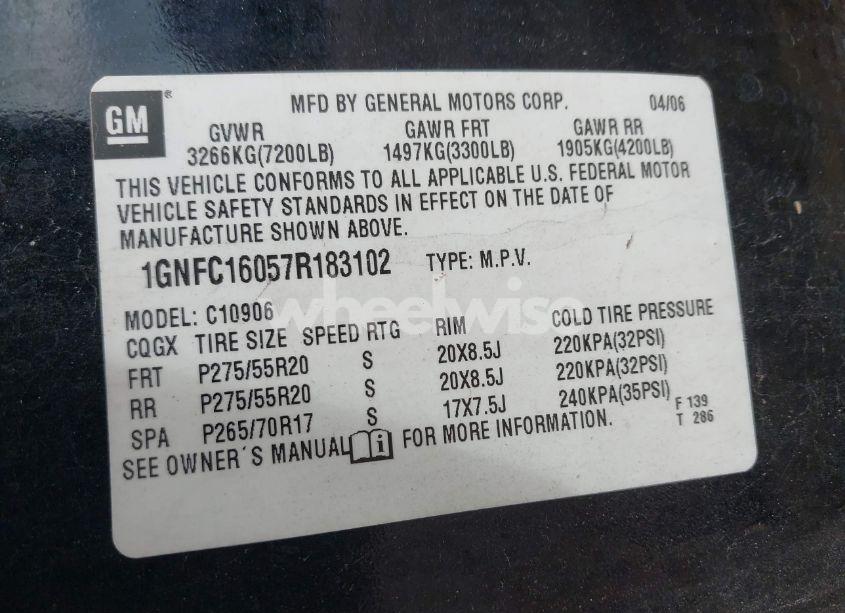 GM ® MFD BY GENERAL MOTORS CORP. 04/06
GVWR GAWR FRT GAWR RR
3266KG(7200LB) 1497KG(3300LB) 1905KG(4200LB)
THIS VEHICLE CONFORMS TO ALL APPLICABLE U.S. FEDERAL MOTOR
VEHICLE SAFETY STANDARDS IN EFFECT ON THE DATE OF
MANUFACTURE SHOWN ABOVE.
1GNFC16057R183102 TYPE: M.P.V.
wheelwise
MODEL: C10906
CQGX TIRE SIZE SPEED RTG RIM COLD TIRE PRESSURE
FRT P275/55R20 S 20X8.5J 220KPA(32PSI)
RR P275/55R20 S 20X8.5J 220KPA(32PSI)
SPA P265/70R17 S 17X7.5J 240KPA(35PSI)
F 139
T 286
SEE OWNER´S MANUAL i FOR MORE INFORMATION.